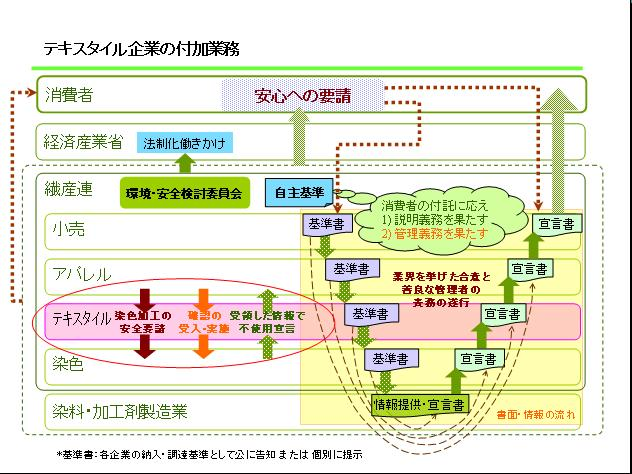 テキスタイル企業の付加業務
消費者
安心への要請
経済産業省
法制化働きかけ
繊産連
環境・安全検討委員会
自主基準
消費者の付託に応え
1) 説明義務を果たす
2) 管理義務を果たす
小売
基準書
宣言書
アパレル
基準書
業界を挙げた合意と
善良な管理者の
責務の遂行
宣言書
テキスタイル
染色加工の
安全要請
確認の
受入・実施
受領した情報で
不使用宣言
基準書
宣言書
染色
基準書
宣言書
染料・加工剤製造業
情報提供・宣言書
書面・情報の流れ
*基準書：各企業の納入・調達基準として公に告知 または 個別に提示